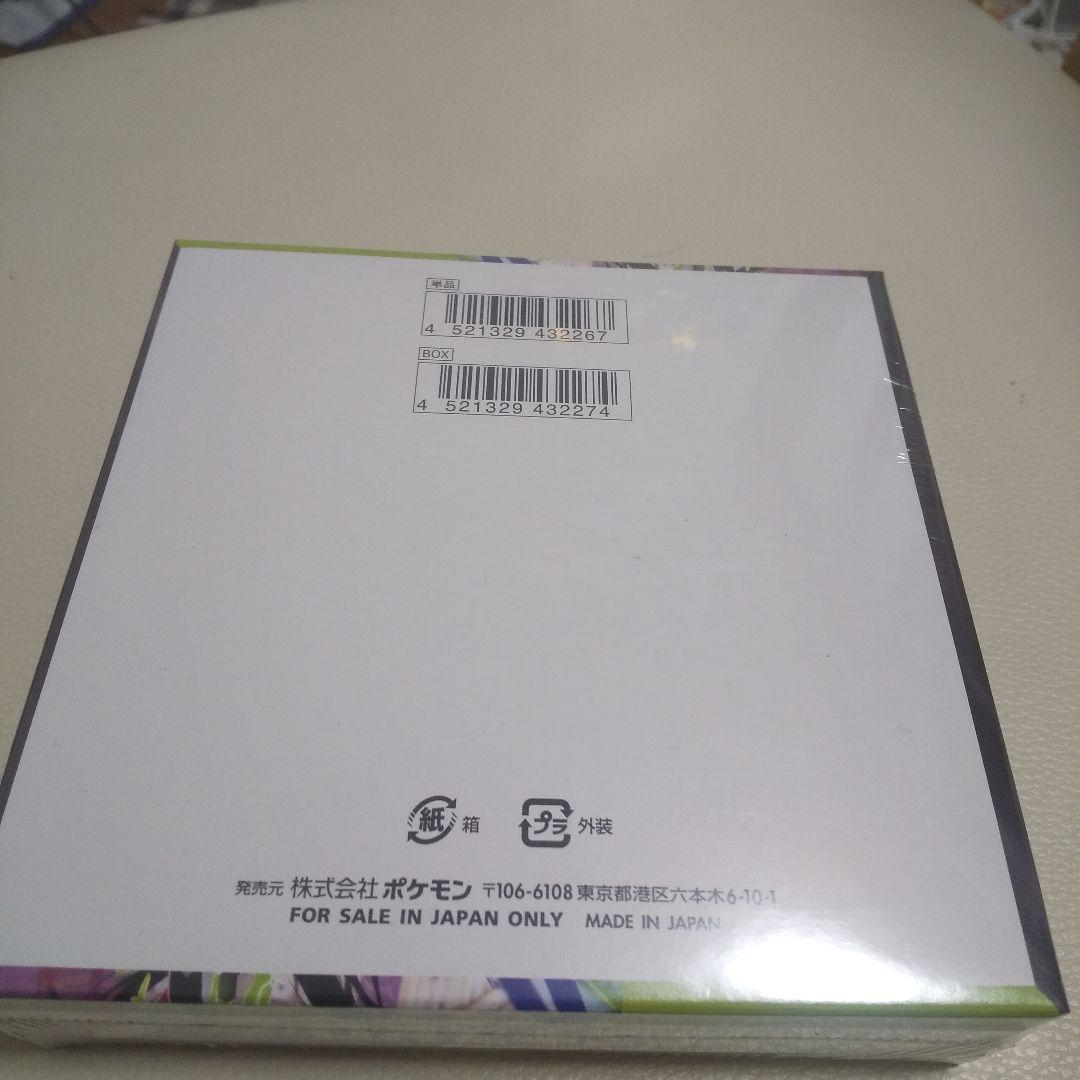 単品
4 521329 432267
BOX
4 521329 432274
紙 箱 プラ 外装
発売元 株式会社ポケモン 〒106-6108 東京都港区六本木6-10-1
FOR SALE IN JAPAN ONLY MADE IN JAPAN